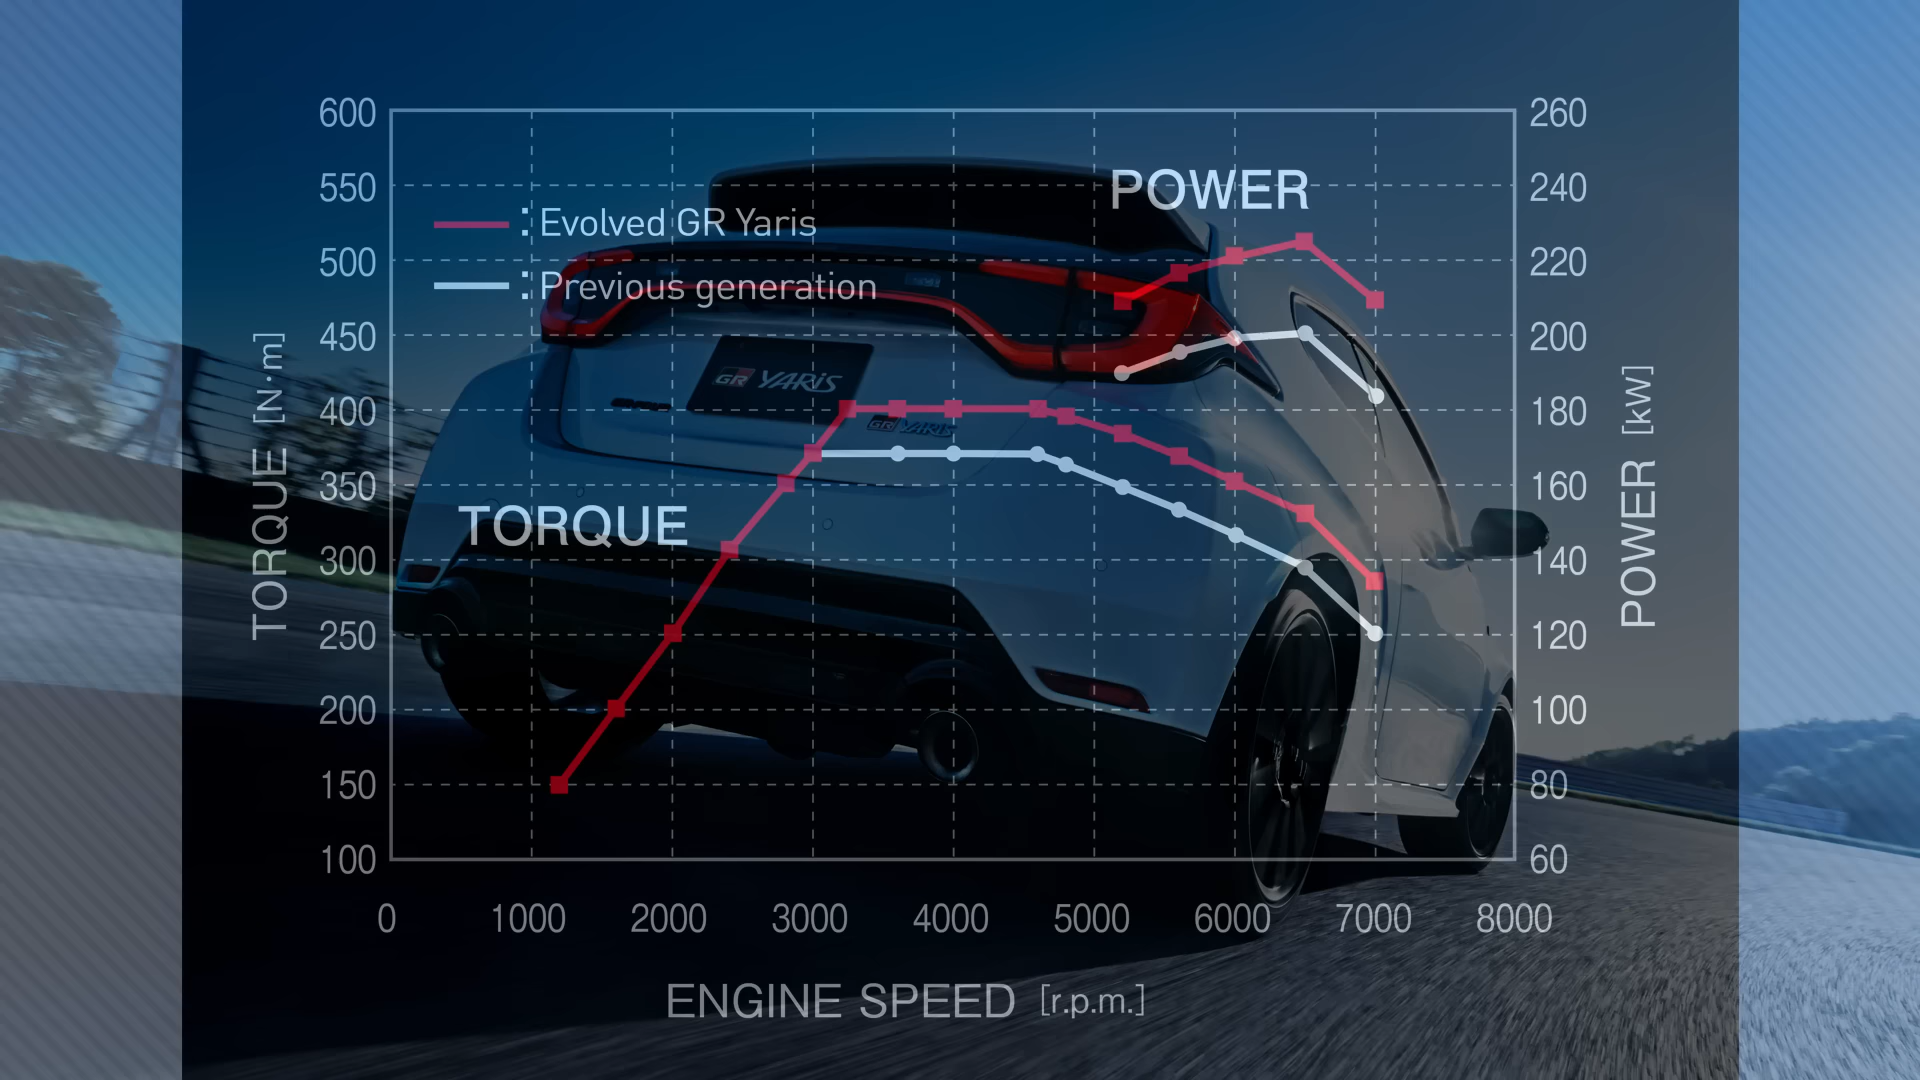 600
550
500
450
400
350
300
250
200
150
100
TORQUE [N·m]
260
240
220
200
180
160
140
120
100
80
60
POWER [kW]
POWER
: Evolved GR Yaris
: Previous generation
GR YARIS
GR YARIS
TORQUE
0 1000 2000 3000 4000 5000 6000 7000 8000
ENGINE SPEED [r.p.m.]